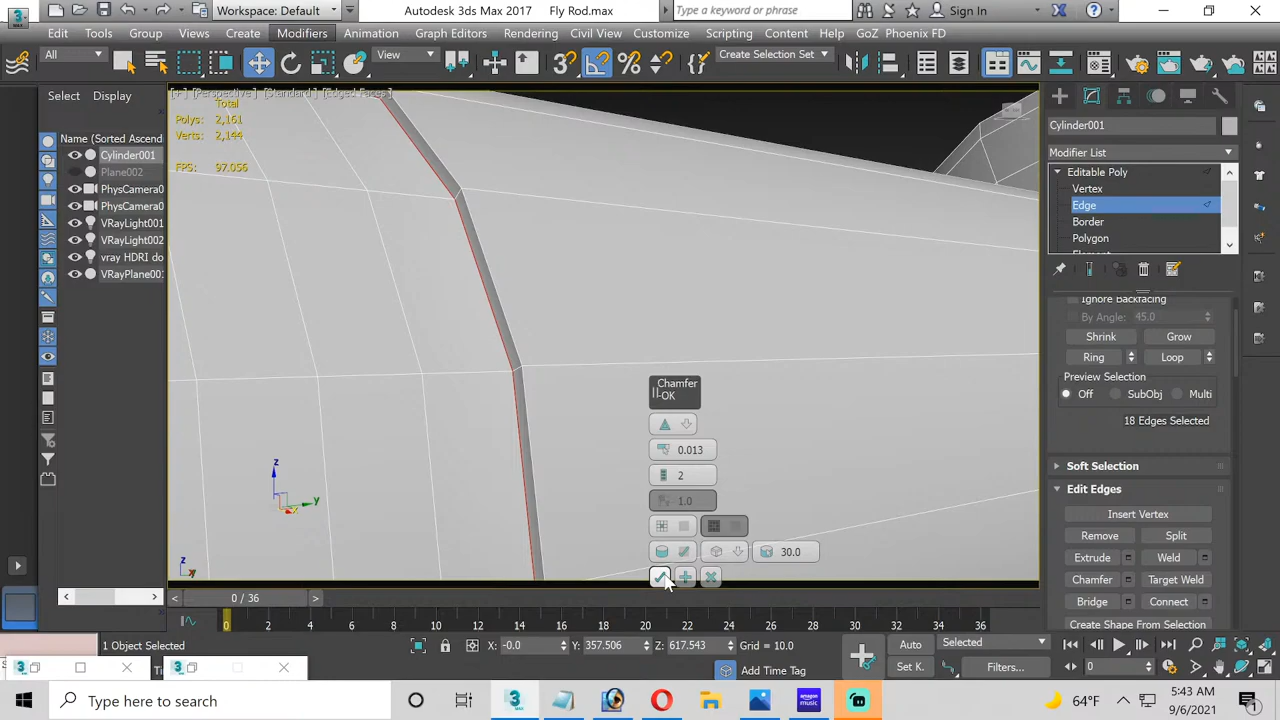 Workspace: Default
Autodesk 3ds Max 2017 Fly Rod.max
Type a keyword or phrase
Sign In
Edit Tools Group Views Create Modifiers Animation Graph Editors Rendering Civil View Customize Scripting Content Help GoZ Phoenix FD
All
View
Create Selection Set
Select Display
[+] [Perspective] [Standard] [Edged Faces]
Total
Polys: 2,161
Verts: 2,144
FPS: 97.056
Name (Sorted Ascend
Cylinder001
Plane002
PhysCamera0
PhysCamera0
VRayLight001
VRayLight002
vray HDRI do
VRayPlane00
Cylinder001
Modifier List
Editable Poly
Vertex
Edge
Border
Polygon
Element
Ignore Backfacing
By Angle: 45.0
Shrink Grow
Ring Loop
Preview Selection
Off SubObj Multi
18 Edges Selected
Soft Selection
Edit Edges
Insert Vertex
Remove Split
Extrude Weld
Chamfer Target Weld
Bridge Connect
Create Shape From Selection
Chamfer
-OK
0.013
2
1.0
30.0
z
y
x
z
x
0 / 36
0 2 4 6 8 10 12 14 16 18 20 22 24 26 28 30 32 34 36
1 Object Selected
X: -0.0 Y: 357.506 Z: 617.543 Grid = 10.0
Auto Selected
Add Time Tag
Set K. Filters...
0
Type here to search
64°F
5:43 AM
9/6/2021